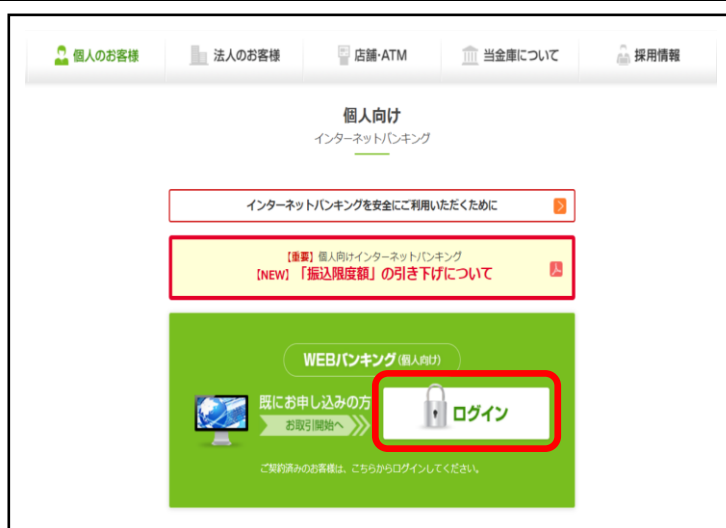 個人のお客様 法人のお客様 店舗・ATM 当金庫について 採用情報
個人向け
インターネットバンキング
インターネットバンキングを安全にご利用いただくために
【重要】個人向けインターネットバンキング
【NEW】「振込限度額」の引き下げについて
WEBバンキング(個人向け)
既にお申し込みの方
お取引開始へ
ログイン
ご契約済みのお客様は、こちらからログインしてください。